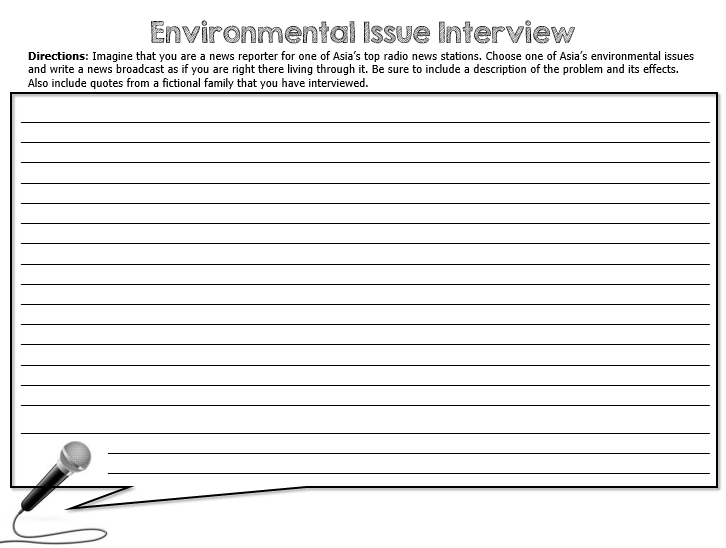 Environmental Issue Interview
Directions: Imagine that you are a news reporter for one of Asia's top radio news stations. Choose one of Asia's environmental issues
and write a news broadcast as if you are right there living through it. Be sure to include a description of the problem and its effects.
Also include quotes from a fictional family that you have interviewed.